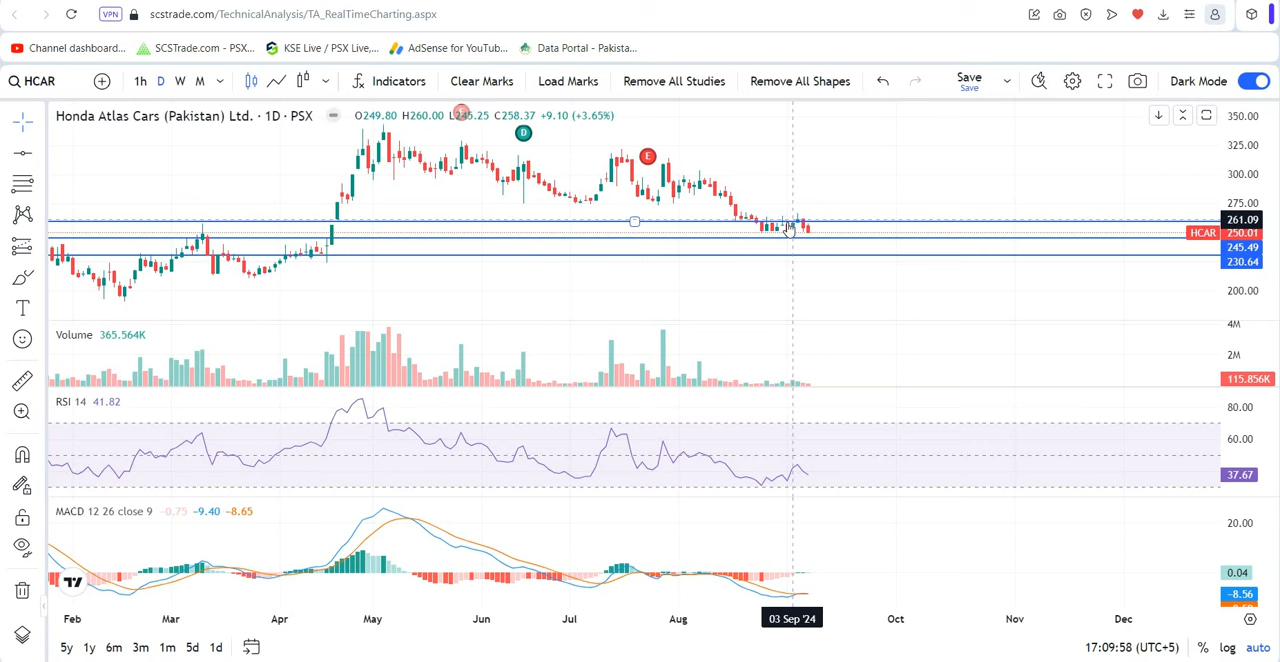 VPN scstrade.com/TechnicalAnalysis/TA_RealTimeCharting.aspx
Channel dashboard... SCSTrade.com - PSX... KSE Live / PSX Live,... AdSense for YouTub... Data Portal - Pakista...
HCAR 1h D W M Indicators Clear Marks Load Marks Remove All Studies Remove All Shapes Save Dark Mode
Save
Honda Atlas Cars (Pakistan) Ltd. · 1D · PSX O249.80 H260.00 L245.25 C258.37 +9.10 (+3.65%)
D
E
350.00
325.00
300.00
275.00
261.09
HCAR 250.01
245.49
230.64
200.00
Volume 365.564K
4M
2M
115.856K
RSI 14 41.82
80.00
60.00
37.67
MACD 12 26 close 9 -0.75 -9.40 -8.65
20.00
0.04
-8.56
Feb Mar Apr May Jun Jul Aug 03 Sep '24 Oct Nov Dec
5y 1y 6m 3m 1m 5d 1d 17:09:58 (UTC+5) % log auto